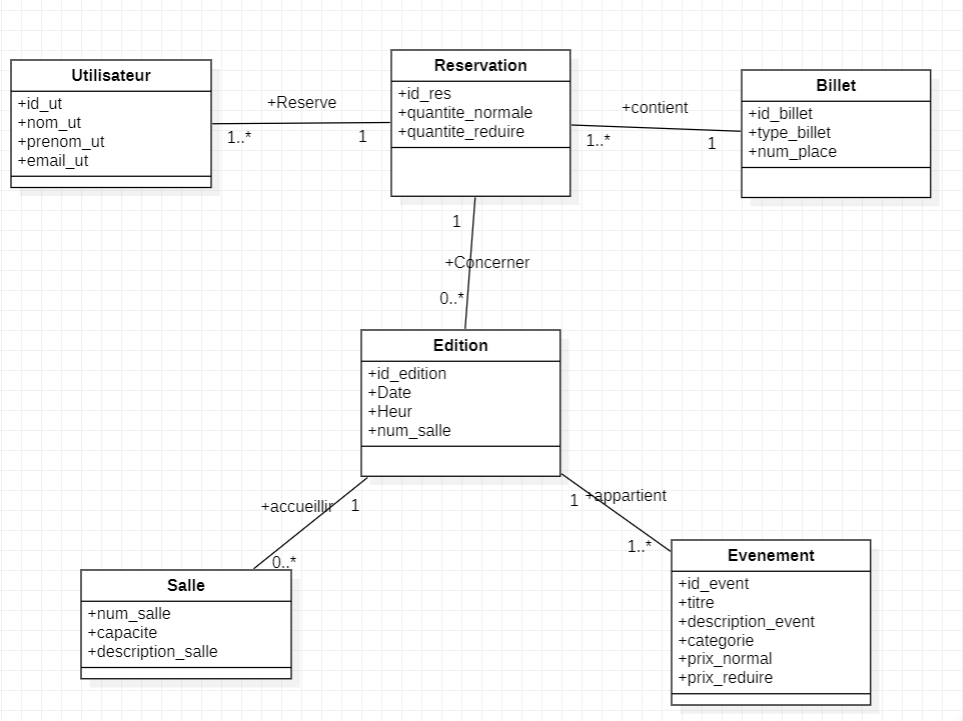 Utilisateur
+id_ut
+nom_ut
+prenom_ut
+email_ut
+Reserve
1..*
1
Reservation
+id_res
+quantite_normale
+quantite_reduire
+contient
1..*
1
Billet
+id_billet
+type_billet
+num_place
1
+Concerner
0..*
Edition
+id_edition
+Date
+Heur
+num_salle
+accueillir
1
0..*
1
+appartient
1..*
Salle
+num_salle
+capacite
+description_salle
Evenement
+id_event
+titre
+description_event
+categorie
+prix_normal
+prix_reduire